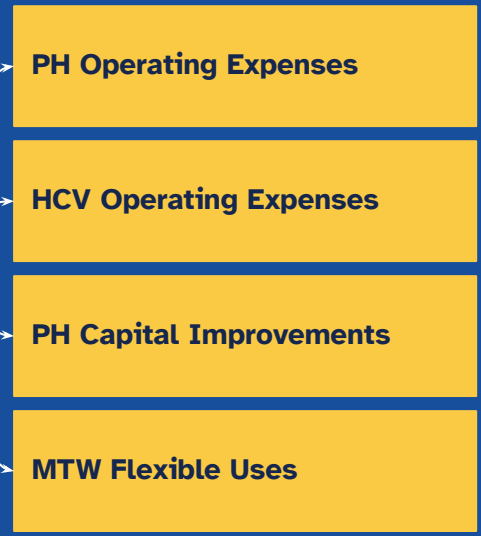 PH Operating Expenses
HCV Operating Expenses
PH Capital Improvements
MTW Flexible Uses